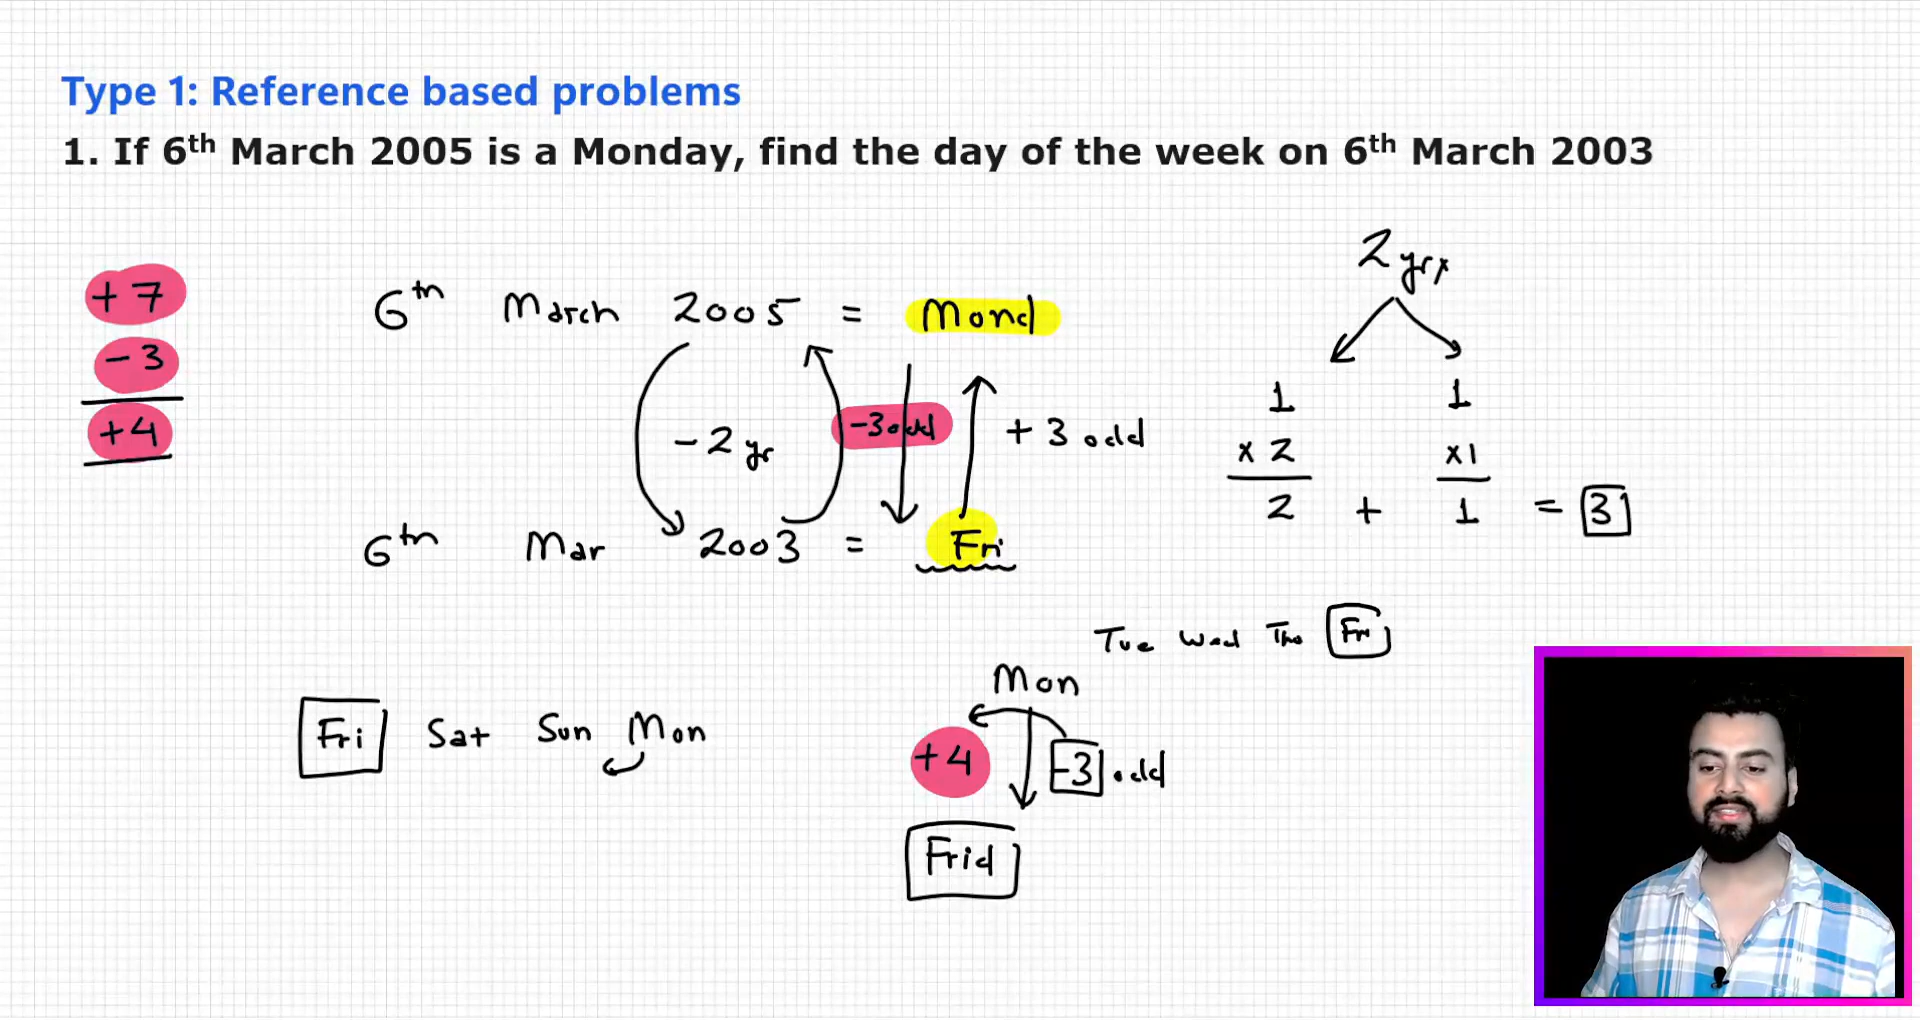 Type 1: Reference based problems
1. If 6th March 2005 is a Monday, find the day of the week on 6th March 2003
2 yrs
+7
-3
+4
6th March 2005 = Mond
-2 yr
-3 odd
+ 3 odd
6th Mar 2003 = Fri
1 1
x 2 x1
2 + 1 = 3
Tue Wed Thu Fri
Mon
Fri Sat Sun Mon
+4 -3 odd
Frid